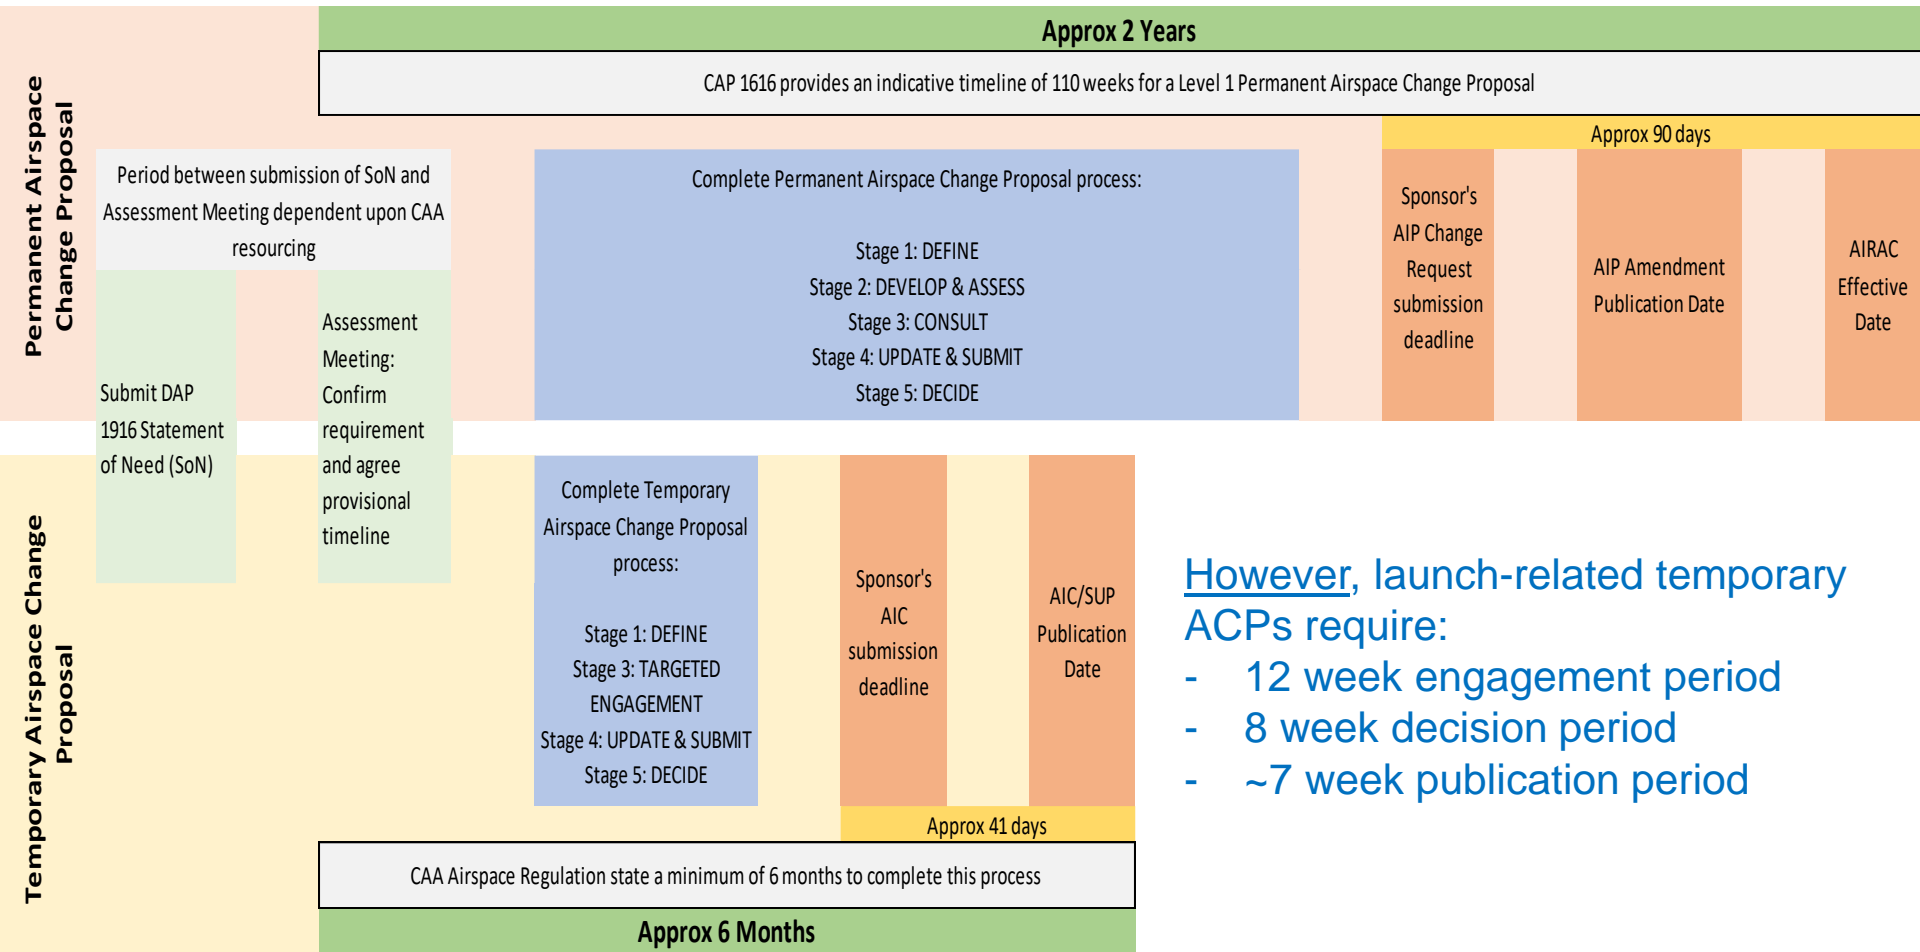 Approx 2 Years
CAP 1616 provides an indicative timeline of 110 weeks for a Level 1 Permanent Airspace Change Proposal
Approx 90 days
Permanent Airspace
Change Proposal
Period between submission of SoN and
Assessment Meeting dependent upon CAA
resourcing
Submit DAP
1916 Statement
of Need (SoN)
Assessment
Meeting:
Confirm
requirement
and agree
provisional
timeline
Complete Permanent Airspace Change Proposal process:
Stage 1: DEFINE
Stage 2: DEVELOP & ASSESS
Stage 3: CONSULT
Stage 4: UPDATE & SUBMIT
Stage 5: DECIDE
Sponsor's
AIP Change
Request
submission
deadline
AIP Amendment
Publication Date
AIRAC
Effective
Date
Temporary Airspace Change
Proposal
Complete Temporary
Airspace Change Proposal
process:
Stage 1: DEFINE
Stage 3: TARGETED
ENGAGEMENT
Stage 4: UPDATE & SUBMIT
Stage 5: DECIDE
Sponsor's
AIC
submission
deadline
AIC/SUP
Publication
Date
Approx 41 days
CAA Airspace Regulation state a minimum of 6 months to complete this process
Approx 6 Months
However, launch-related temporary
ACPs require:
- 12 week engagement period
- 8 week decision period
- ~7 week publication period